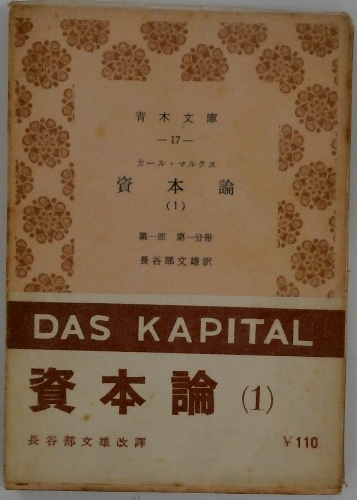 青木文庫
—17—
カール・マルクス
資本論
(1)
第一部 第一分冊
長谷部文雄訳
DAS KAPITAL
資本論 (1)
長谷部文雄改譯 ¥110